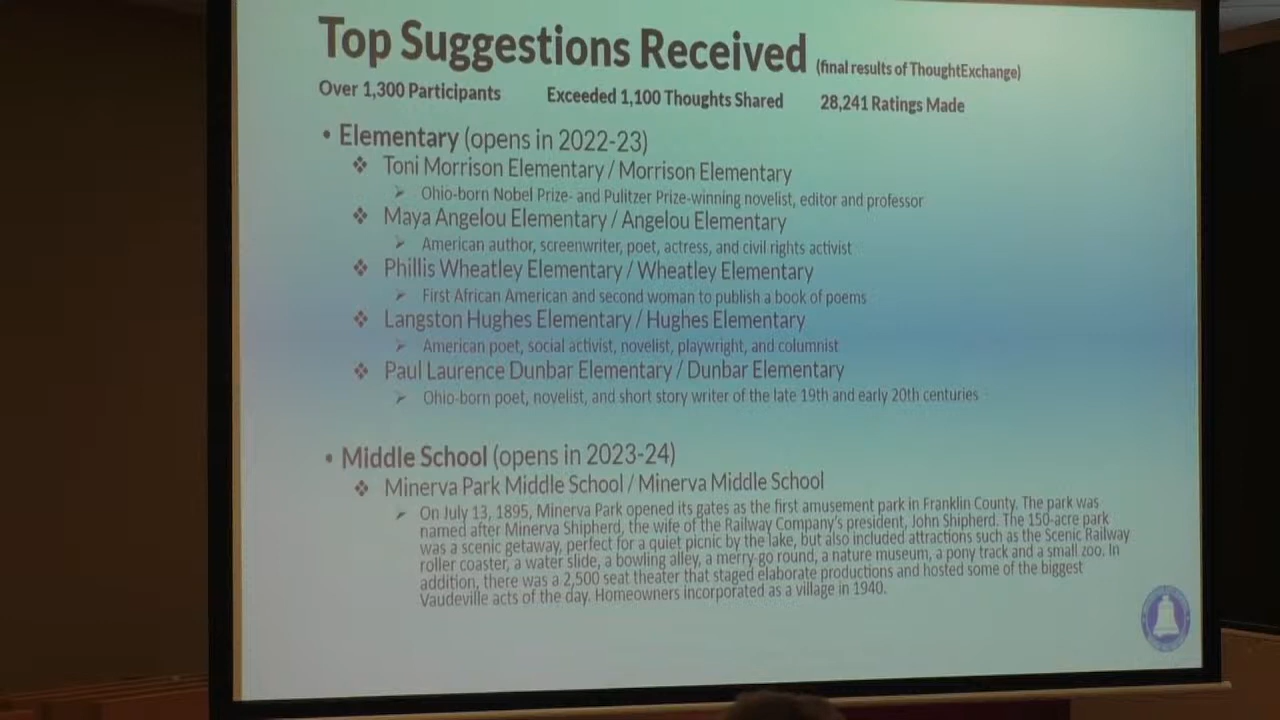 Top Suggestions Received (final results of ThoughtExchange)
Over 1,300 Participants Exceeded 1,100 Thoughts Shared 28,241 Ratings Made
• Elementary (opens in 2022-23)
❖ Toni Morrison Elementary / Morrison Elementary
➢ Ohio-born Nobel Prize- and Pulitzer Prize-winning novelist, editor and professor
❖ Maya Angelou Elementary / Angelou Elementary
➢ American author, screenwriter, poet, actress, and civil rights activist
❖ Phillis Wheatley Elementary / Wheatley Elementary
➢ First African American and second woman to publish a book of poems
❖ Langston Hughes Elementary / Hughes Elementary
➢ American poet, social activist, novelist, playwright, and columnist
❖ Paul Laurence Dunbar Elementary / Dunbar Elementary
➢ Ohio-born poet, novelist, and short story writer of the late 19th and early 20th centuries
• Middle School (opens in 2023-24)
❖ Minerva Park Middle School / Minerva Middle School
➢ On July 13, 1895, Minerva Park opened its gates as the first amusement park in Franklin County. The park was
named after Minerva Shipherd, the wife of the Railway Company's president, John Shipherd. The 150-acre park
was a scenic getaway, perfect for a quiet picnic by the lake, but also included attractions such as the Scenic Railway
roller coaster, a water slide, a bowling alley, a merry-go round, a nature museum, a pony track and a small zoo. In
addition, there was a 2,500 seat theater that staged elaborate productions and hosted some of the biggest
Vaudeville acts of the day. Homeowners incorporated as a village in 1940.